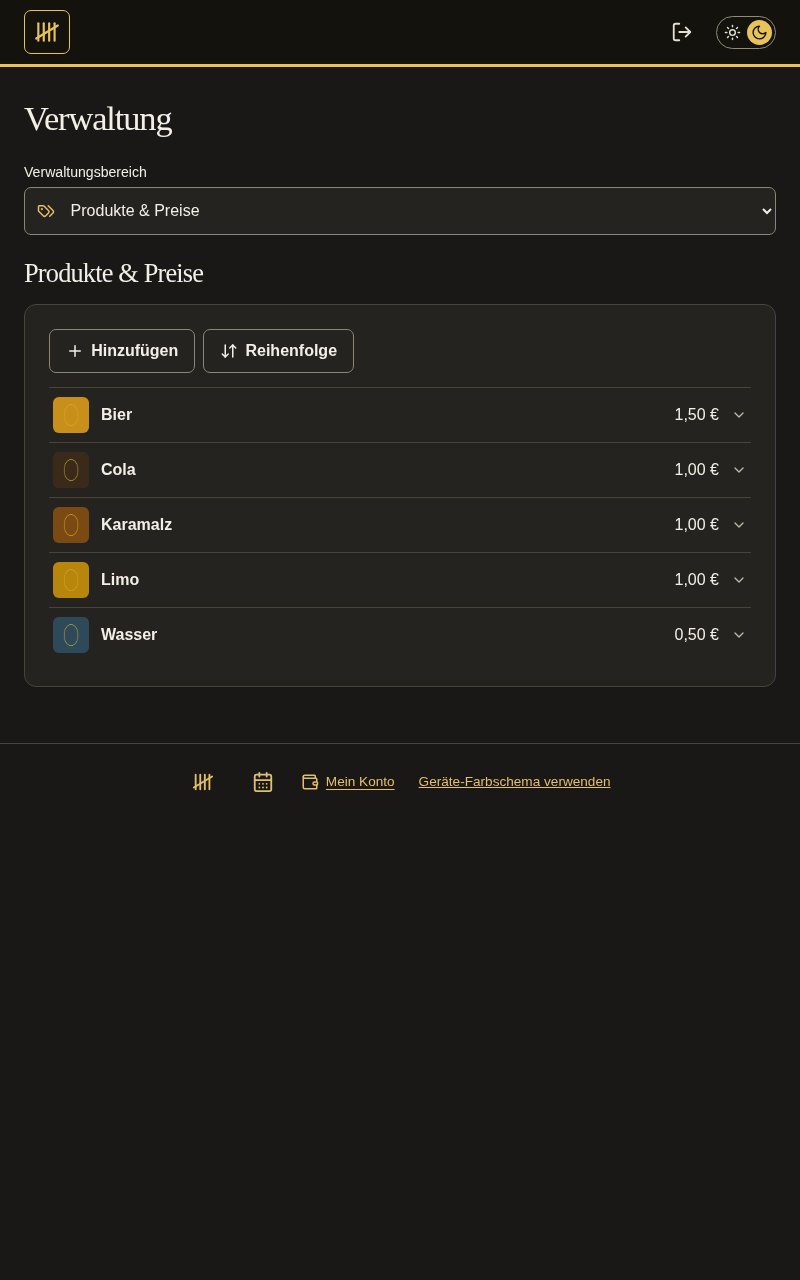 Verwaltung
Verwaltungsbereich
Produkte & Preise
Produkte & Preise
Hinzufügen Reihenfolge
Bier 1,50 €
Cola 1,00 €
Karamalz 1,00 €
Limo 1,00 €
Wasser 0,50 €
Mein Konto Geräte-Farbschema verwenden